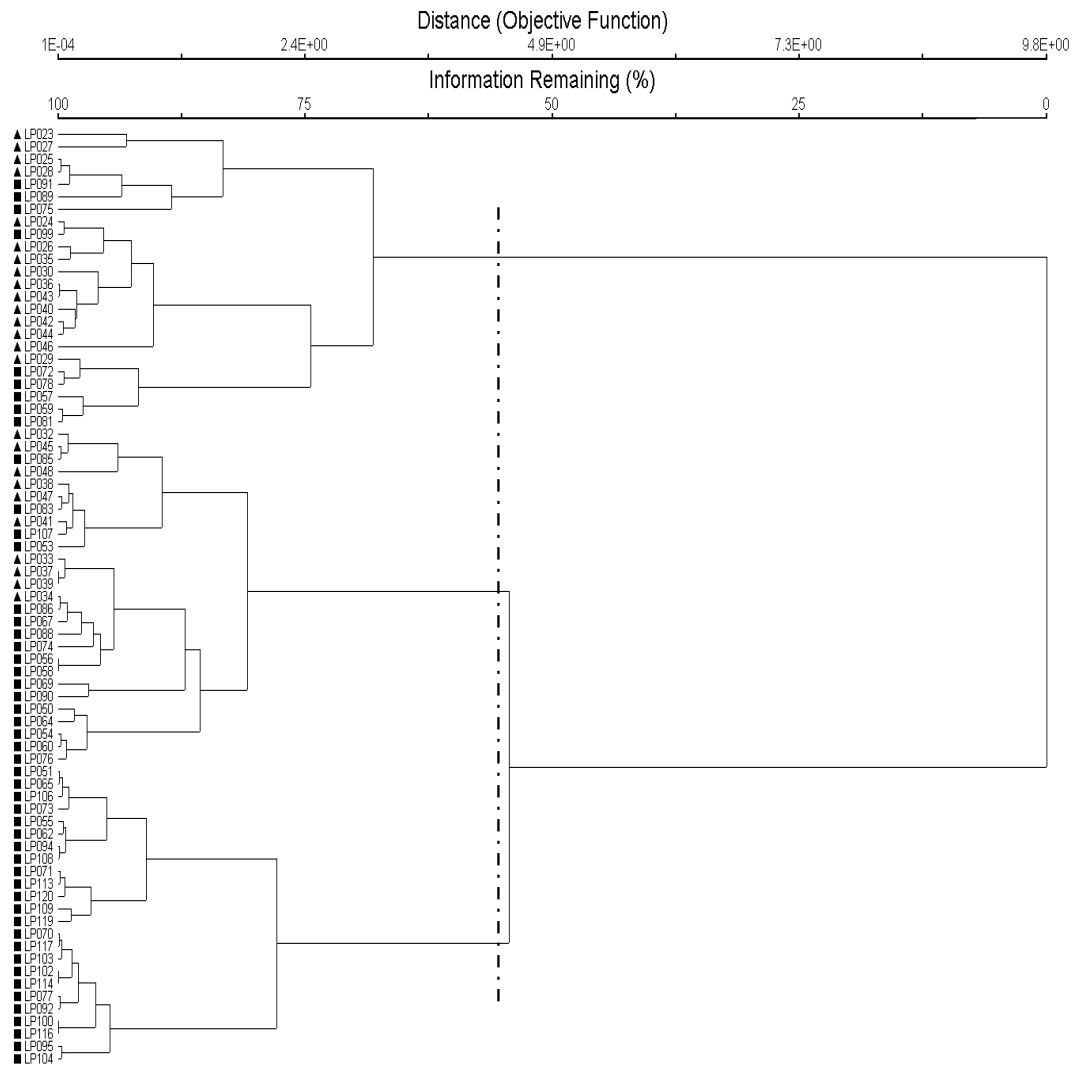 Distance (Objective Function)
1E-04 2.4E+00 4.9E+00 7.3E+00 9.8E+00
Information Remaining (%)
100 75 50 25 0
LP023
LP027
LP025
LP028
LP091
LP089
LP075
LP024
LP099
LP026
LP035
LP030
LP036
LP043
LP040
LP042
LP044
LP046
LP029
LP072
LP078
LP057
LP059
LP081
LP032
LP045
LP085
LP048
LP038
LP047
LP083
LP041
LP107
LP053
LP033
LP037
LP039
LP034
LP086
LP067
LP088
LP074
LP056
LP058
LP069
LP090
LP050
LP064
LP054
LP060
LP076
LP051
LP065
LP106
LP073
LP055
LP062
LP094
LP108
LP071
LP113
LP120
LP109
LP119
LP070
LP117
LP103
LP102
LP114
LP077
LP092
LP100
LP116
LP095
LP104